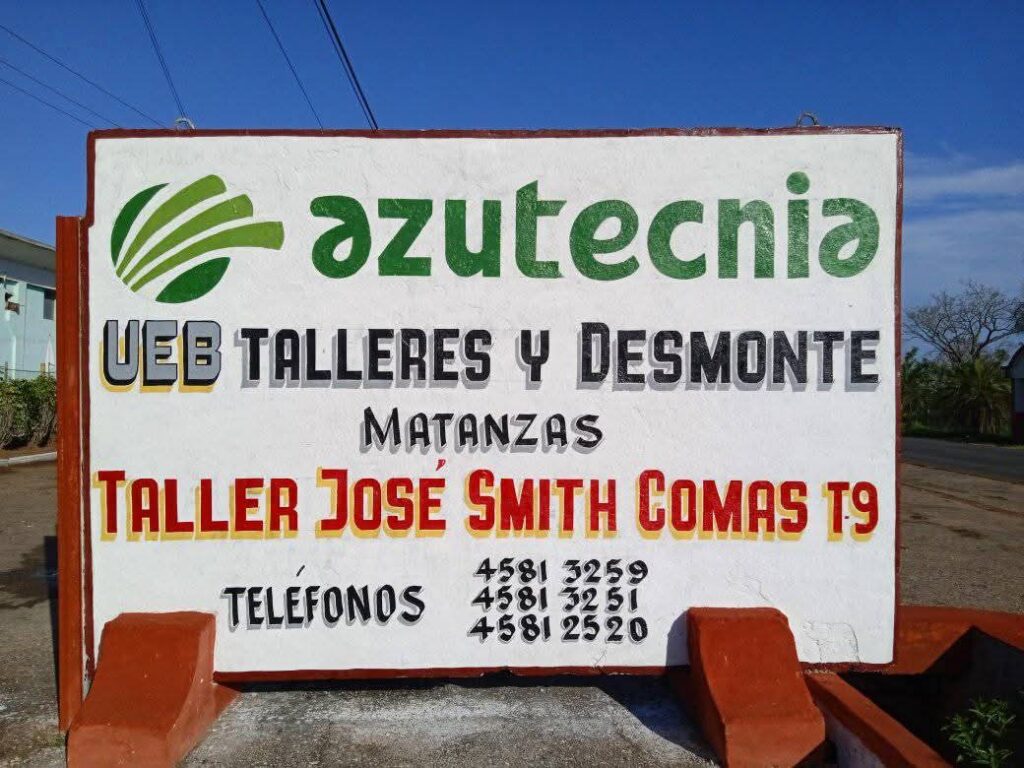 azutecnia
UEB TALLERES Y DESMONTE
MATANZAS
TALLER JOSÉ SMITH COMAS T9
TELÉFONOS 4581 3259
4581 3251
4581 2520